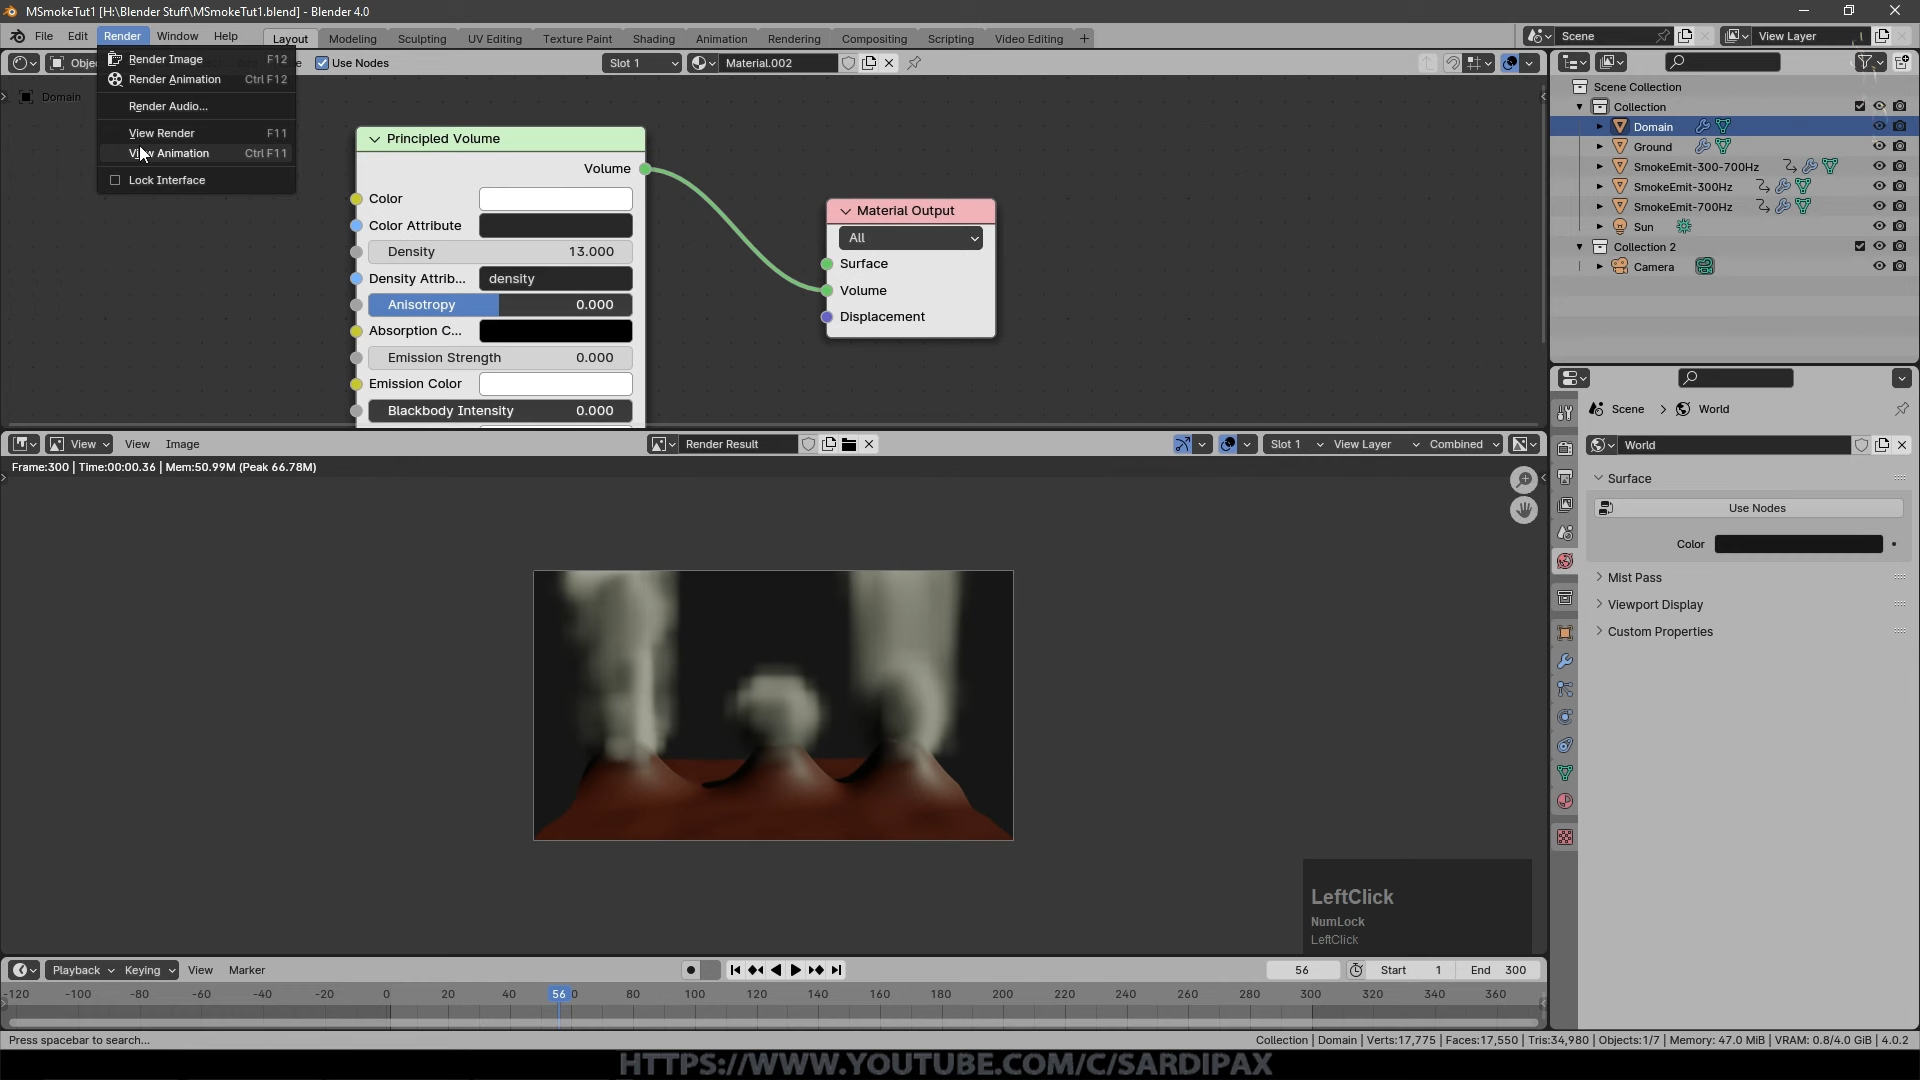 MSmokeTut1 [H:\Blender Stuff\MSmokeTut1.blend] - Blender 4.0
File Edit Render Window Help Layout Modeling Sculpting UV Editing Texture Paint Shading Animation Rendering Compositing Scripting Video Editing Scene View Layer
Use Nodes Slot 1 Material.002
Render Image F12
Render Animation Ctrl F12
Render Audio...
View Render F11
View Animation Ctrl F11
Lock Interface
Domain
Principled Volume
Volume
Color
Color Attribute
Density 13.000
Density Attrib... density
Anisotropy 0.000
Absorption C...
Emission Strength 0.000
Emission Color
Blackbody Intensity 0.000
Material Output
All
Surface
Volume
Displacement
Scene Collection
Collection
Domain
Ground
SmokeEmit-300-700Hz
SmokeEmit-300Hz
SmokeEmit-700Hz
Sun
Collection 2
Camera
View View Image Render Result Slot 1 View Layer Combined
Frame:300 | Time:00:00.36 | Mem:50.99M (Peak 66.78M)
Scene World
World
Surface
Use Nodes
Color
Mist Pass
Viewport Display
Custom Properties
LeftClick
NumLock
LeftClick
Playback Keying View Marker 56 Start 1 End 300
-120 -100 -80 -60 -40 -20 0 20 40 56 0 80 100 120 140 160 180 200 220 240 260 280 300 320 340 360
Press spacebar to search... Collection | Domain | Verts:17,775 | Faces:17,550 | Tris:34,980 | Objects:1/7 | Memory: 47.0 MiB | VRAM: 0.8/4.0 GiB | 4.0.2
HTTPS://WWW.YOUTUBE.COM/C/SARDIPAX